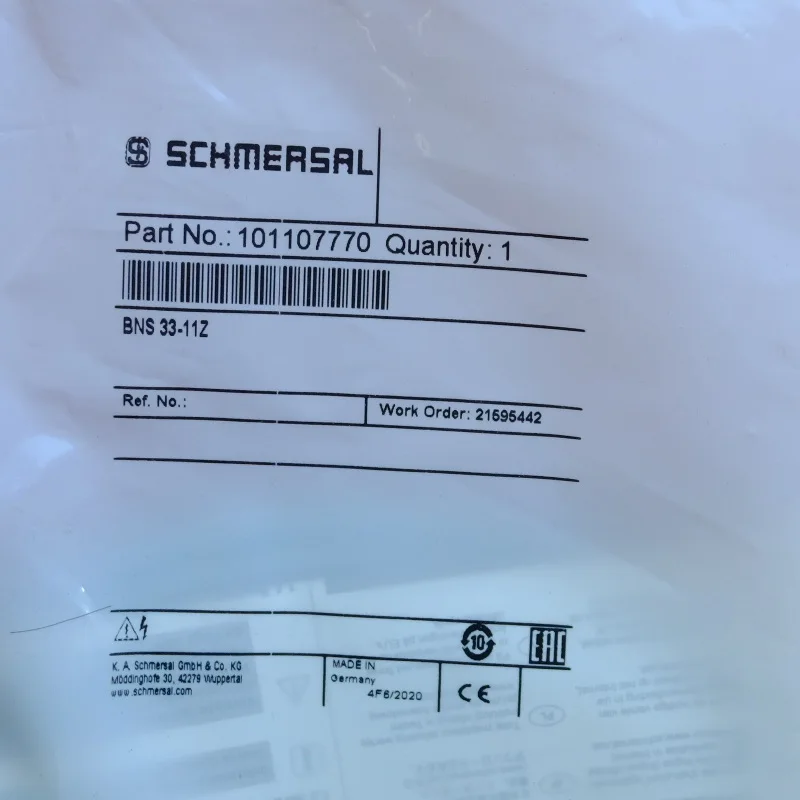 SCHMERSAL
Part No.: 101107770 Quantity: 1
BNS 33-11Z
Ref. No.:
Work Order: 21595442
10
EAC
K. A. Schmersal GmbH & Co. KG
Möddinghofe 30, 42279 Wuppertal
www.schmersal.com
MADE IN
Germany
4F6/2020
CE